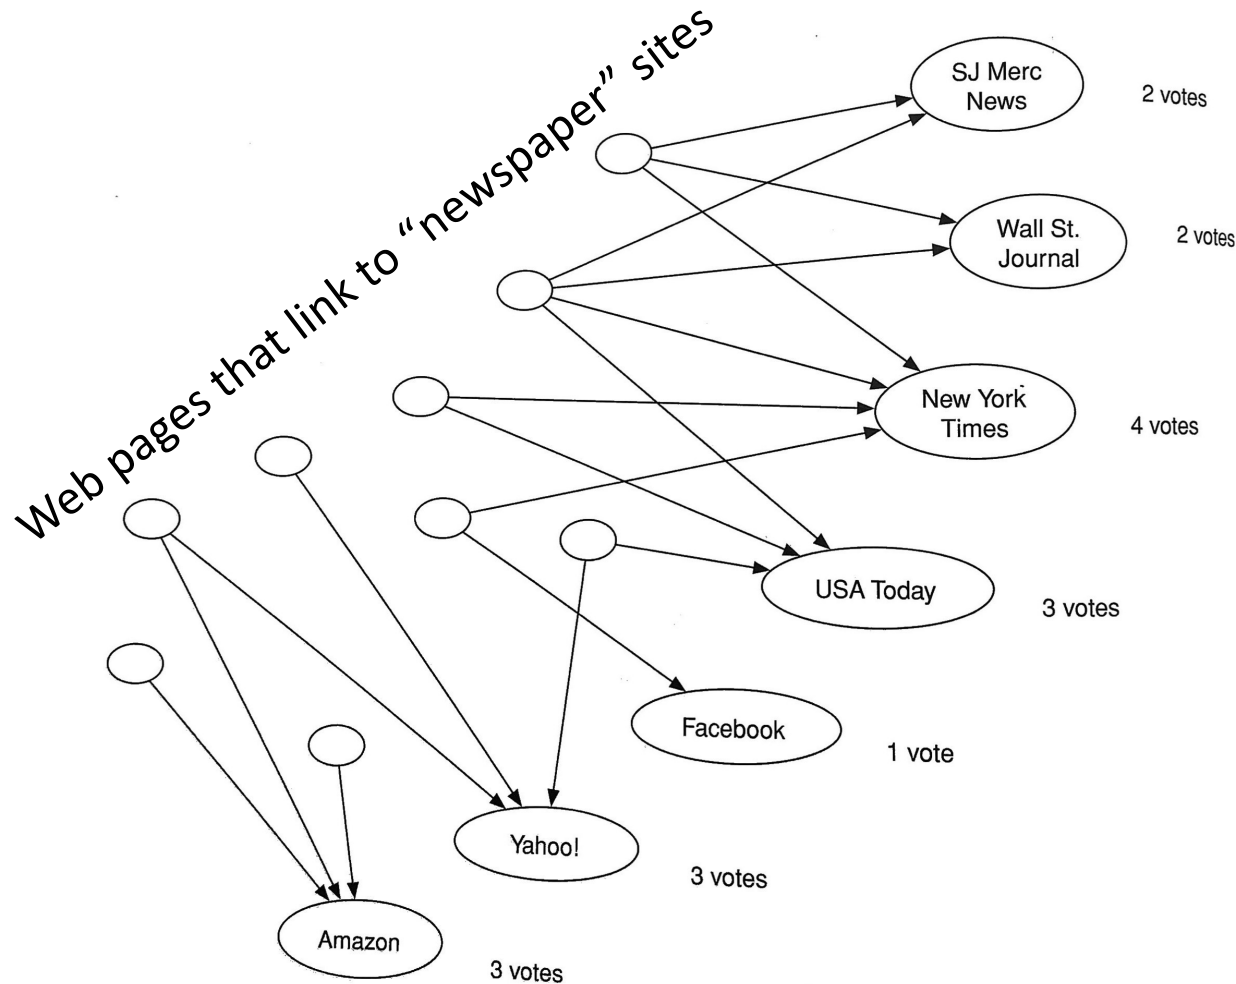 Web pages that link to “newspaper” sites
SJ Merc
News
2 votes
Wall St.
Journal
2 votes
New York
Times
4 votes
USA Today
3 votes
Facebook
1 vote
Yahoo!
3 votes
Amazon
3 votes